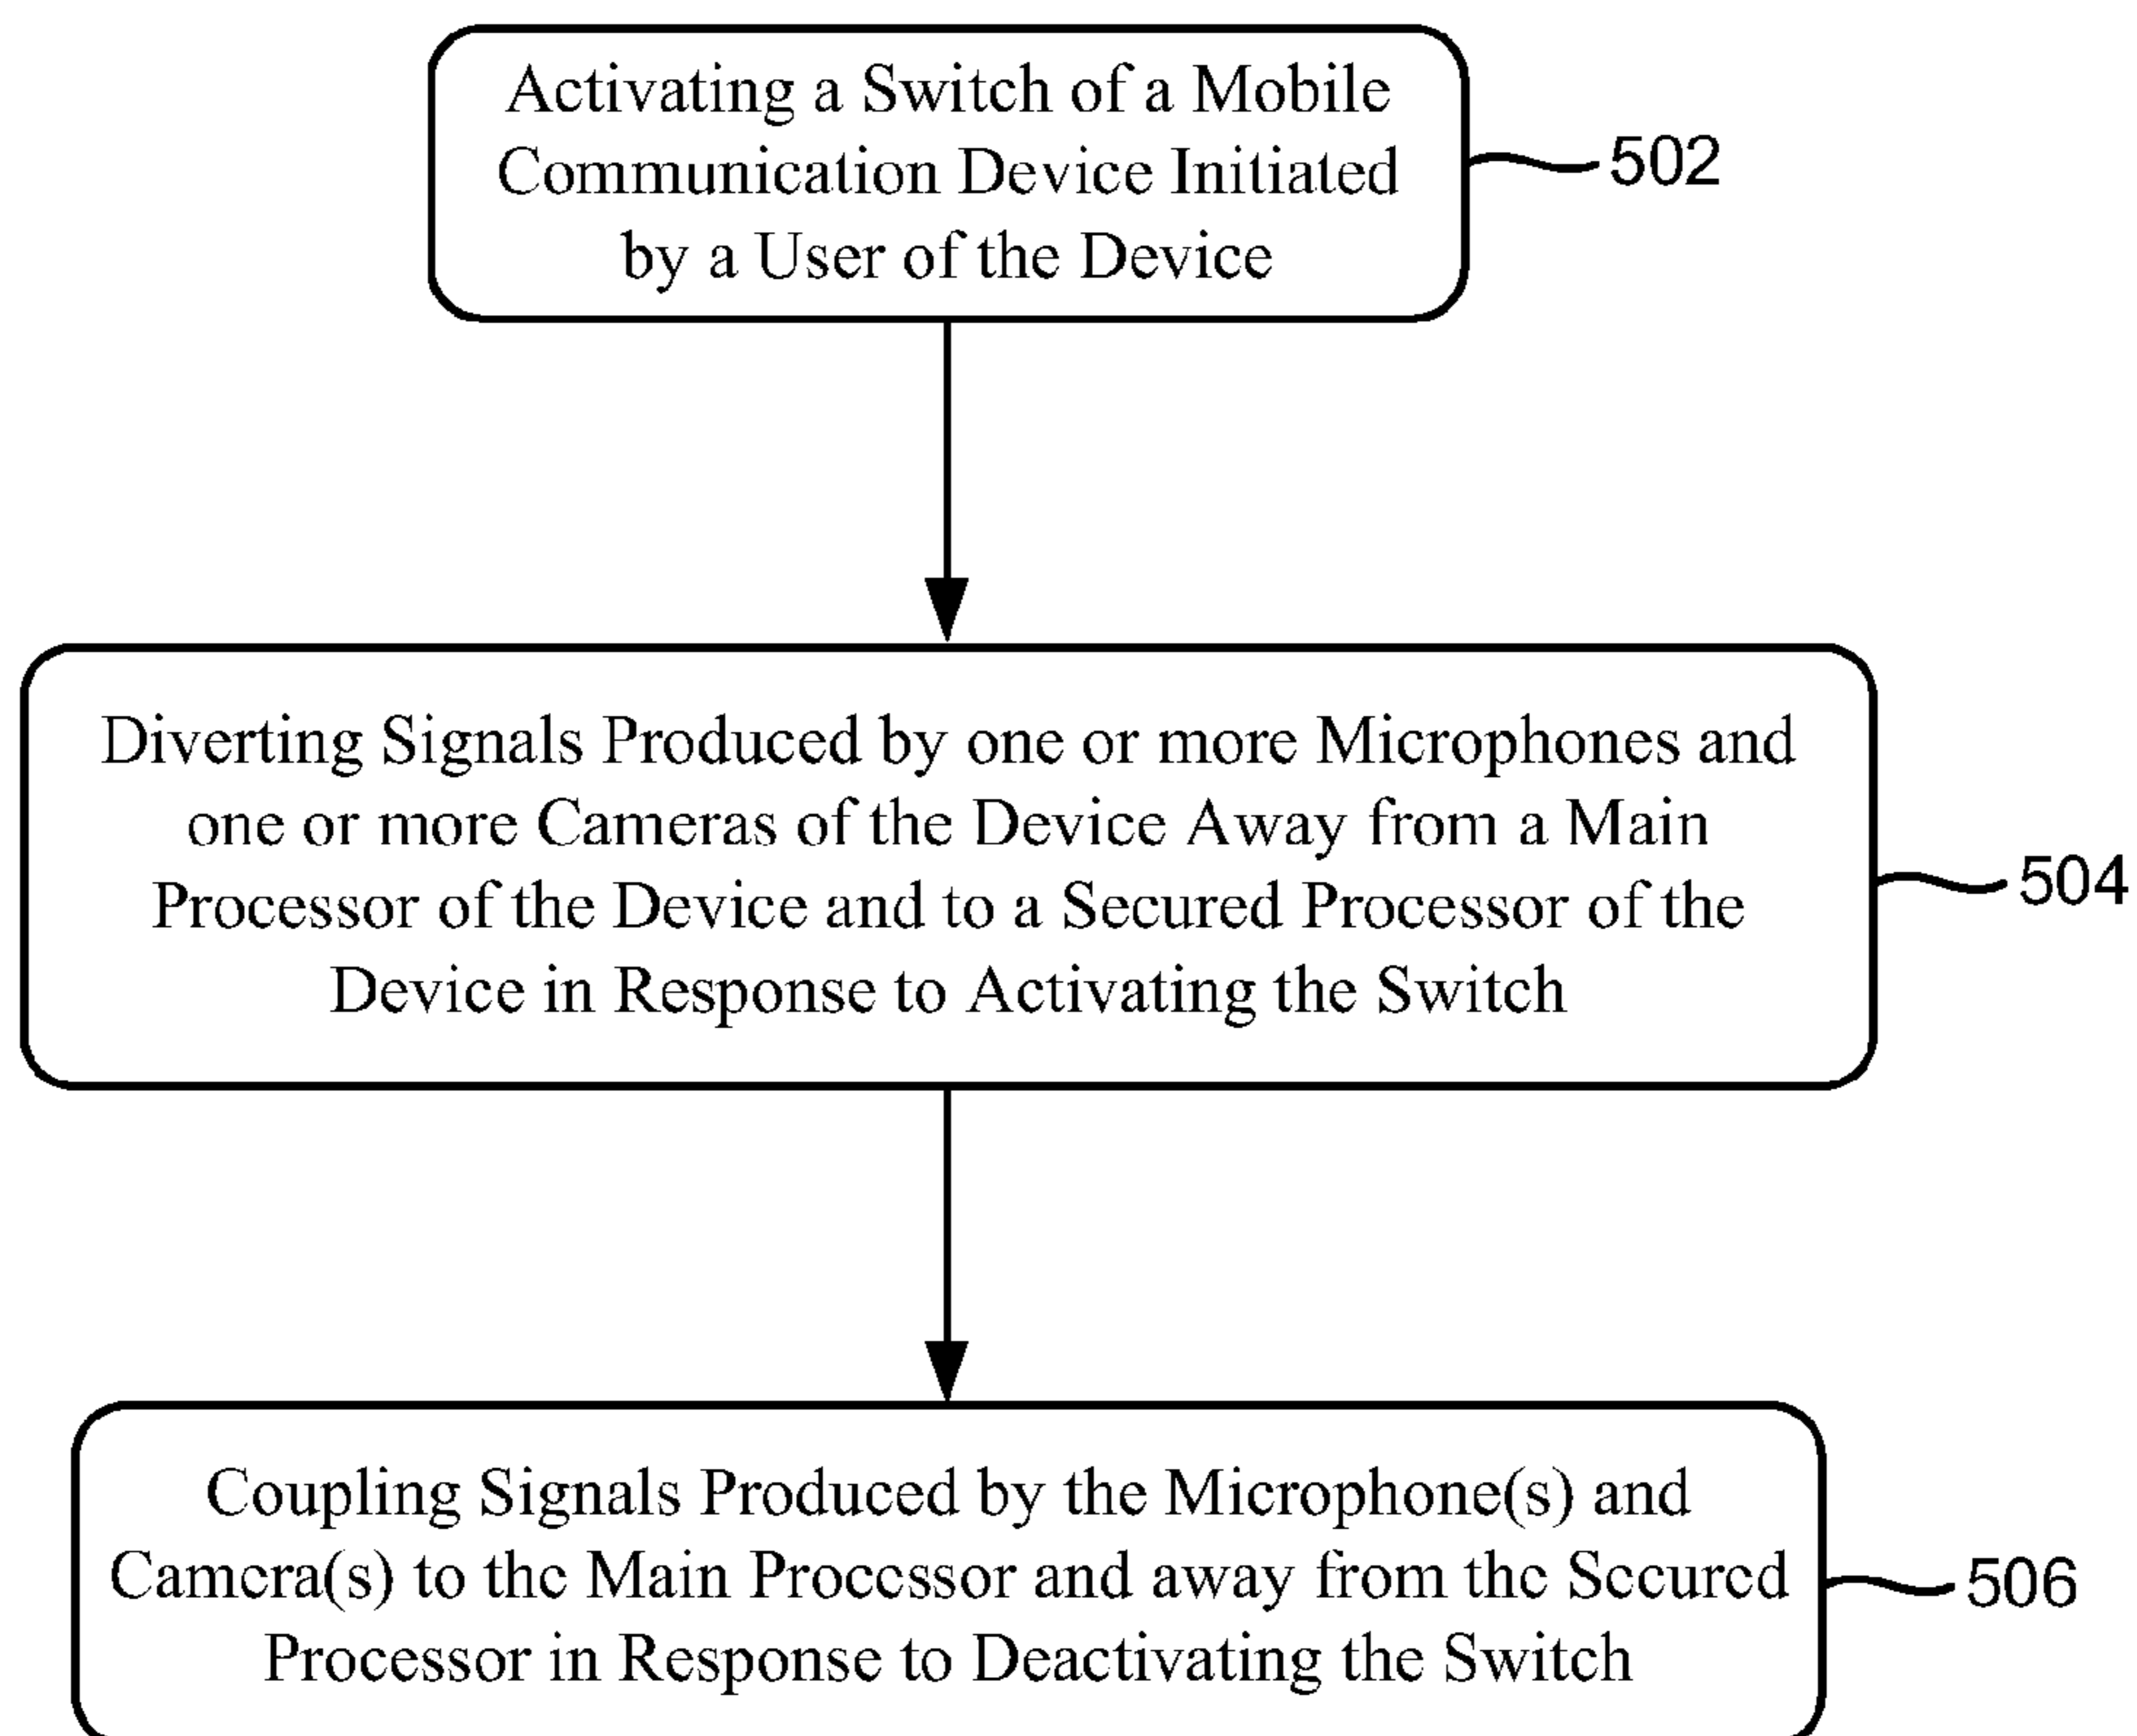 Activating a Switch of a Mobile
Communication Device Initiated
by a User of the Device
502
Diverting Signals Produced by one or more Microphones and
one or more Cameras of the Device Away from a Main
Processor of the Device and to a Secured Processor of the
Device in Response to Activating the Switch
504
Coupling Signals Produced by the Microphone(s) and
Camera(s) to the Main Processor and away from the Secured
Processor in Response to Deactivating the Switch
506